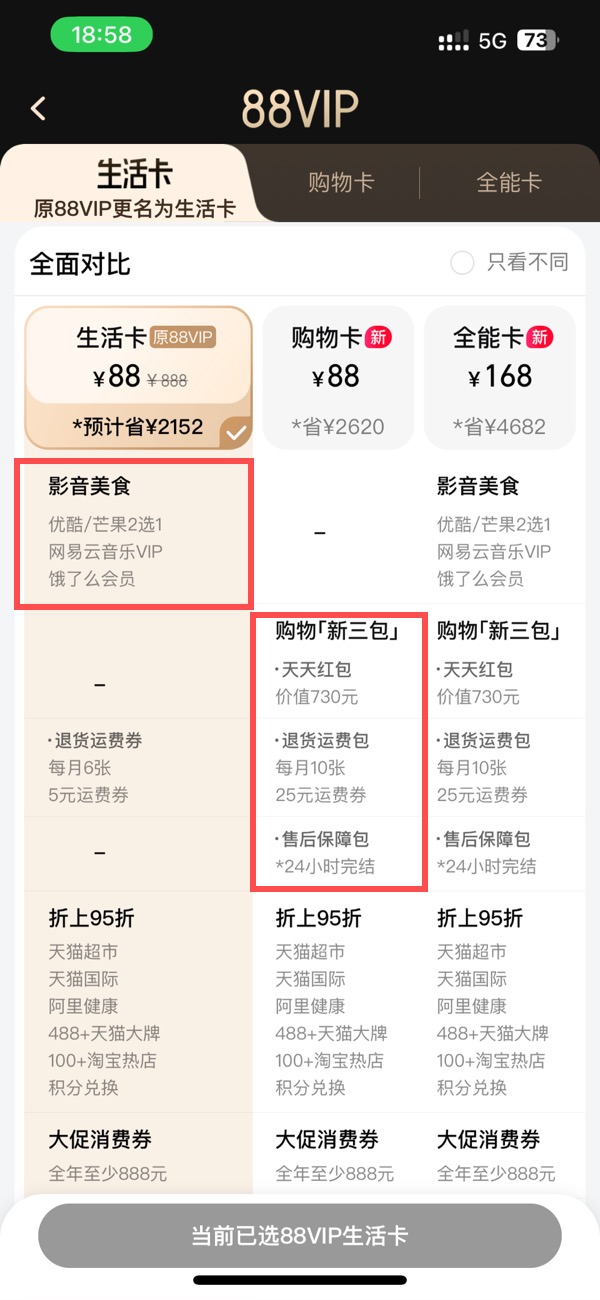 18:58
5G 73
88VIP
生活卡
原88VIP更名为生活卡
购物卡
全能卡
全面对比
只看不同
生活卡 原88VIP
¥88 ¥888
*预计省¥2152
购物卡 新
¥88
*省¥2620
全能卡 新
¥168
*省¥4682
影音美食
优酷/芒果2选1
网易云音乐VIP
饿了么会员
–
影音美食
优酷/芒果2选1
网易云音乐VIP
饿了么会员
–
购物「新三包」
·天天红包
价值730元
购物「新三包」
·天天红包
价值730元
·退货运费券
每月6张
5元运费券
·退货运费包
每月10张
25元运费券
·退货运费包
每月10张
25元运费券
–
·售后保障包
*24小时完结
·售后保障包
*24小时完结
折上95折
天猫超市
天猫国际
阿里健康
488+天猫大牌
100+淘宝热店
积分兑换
折上95折
天猫超市
天猫国际
阿里健康
488+天猫大牌
100+淘宝热店
积分兑换
折上95折
天猫超市
天猫国际
阿里健康
488+天猫大牌
100+淘宝热店
积分兑换
大促消费券
全年至少888元
大促消费券
全年至少888元
大促消费券
全年至少888元
当前已选88VIP生活卡